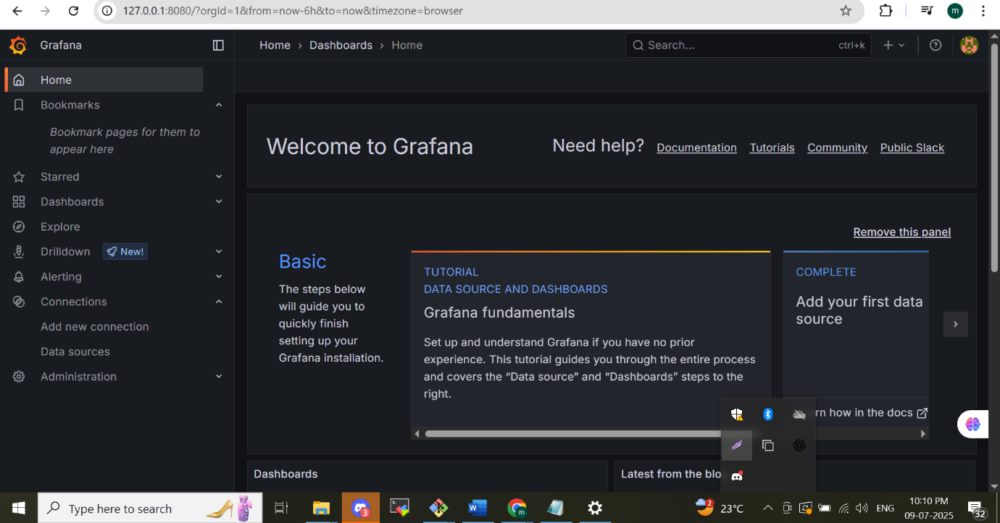 127.0.0.1:8080/?orgId=1&from=now-6h&to=now&timezone=browser
m
Grafana
Home › Dashboards › Home
Search...
ctrl+k
Home
Bookmarks
Bookmark pages for them to
appear here
Starred
Dashboards
Explore
Drilldown
New!
Alerting
Connections
Add new connection
Data sources
Administration
Welcome to Grafana
Need help?
Documentation
Tutorials
Community
Public Slack
Remove this panel
Basic
The steps below
will guide you to
quickly finish
setting up your
Grafana installation.
TUTORIAL
DATA SOURCE AND DASHBOARDS
Grafana fundamentals
Set up and understand Grafana if you have no prior
experience. This tutorial guides you through the entire process
and covers the “Data source” and “Dashboards” steps to the
right.
COMPLETE
Add your first data
source
rn how in the docs
Dashboards
Latest from the blo
Type here to search
3
W
m
2
23°C
ENG
10:10 PM
09-07-2025
32